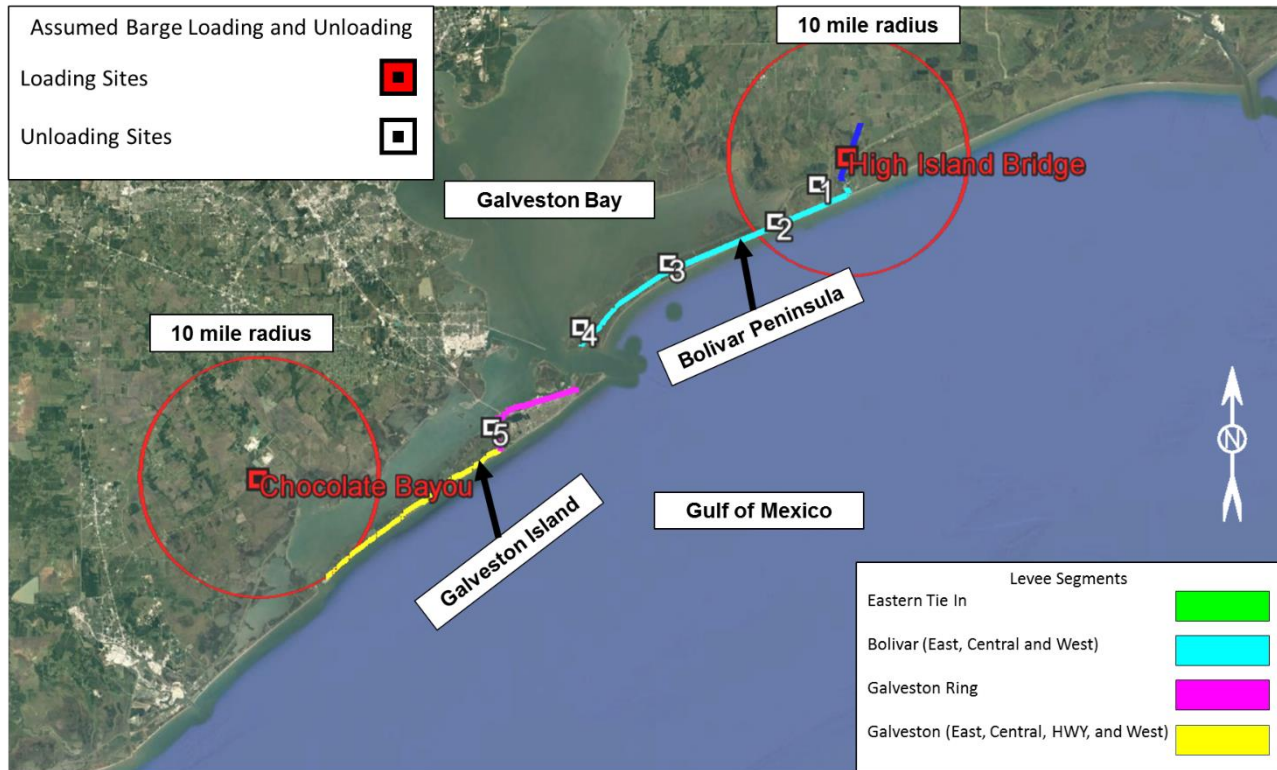 Assumed Barge Loading and Unloading
Loading Sites
Unloading Sites
10 mile radius
High Island Bridge
Galveston Bay
1
2
3
4
Bolivar Peninsula
10 mile radius
5
Chocolate Bayou
Galveston Island
Gulf of Mexico
N
Levee Segments
Eastern Tie In
Bolivar (East, Central and West)
Galveston Ring
Galveston (East, Central, HWY, and West)